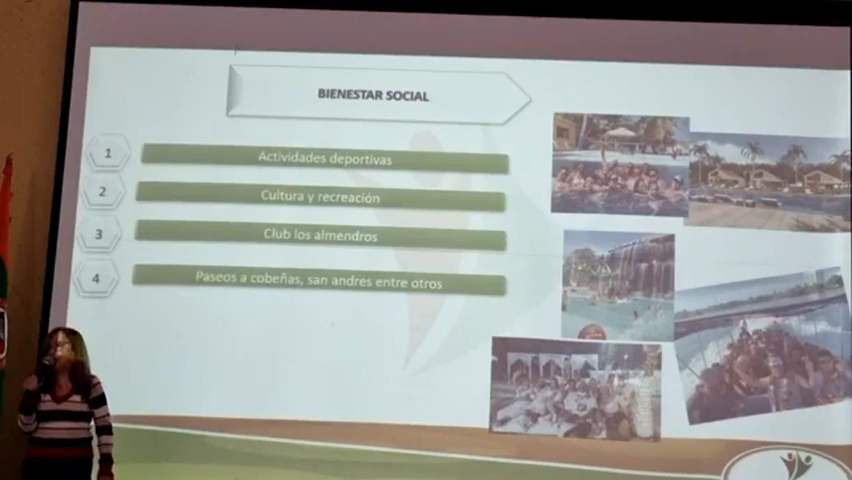 BIENESTAR SOCIAL
1 Actividades deportivas
2 Cultura y recreación
3 Club los almendros
4 Paseos a cobeñas, san andres entre otros